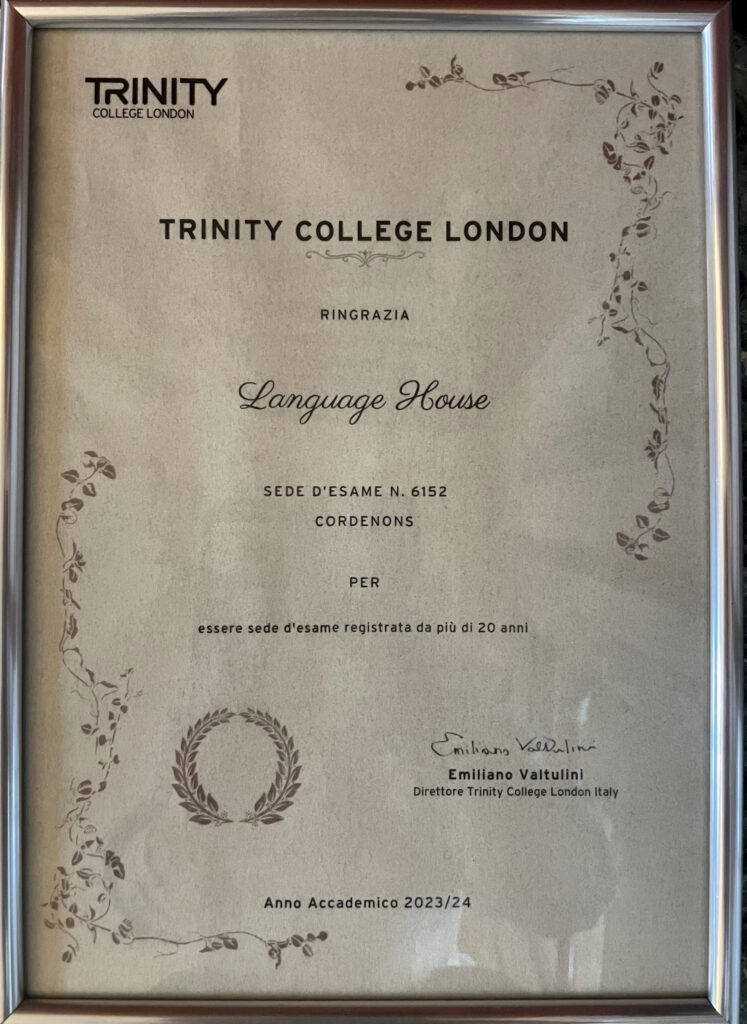 TRINITY
COLLEGE LONDON
TRINITY COLLEGE LONDON
RINGRAZIA
Language House
SEDE D'ESAME N. 6152
CORDENONS
PER
essere sede d'esame registrata da più di 20 anni
Emiliano Valtulini
Emiliano Valtulini
Direttore Trinity College London Italy
Anno Accademico 2023/24